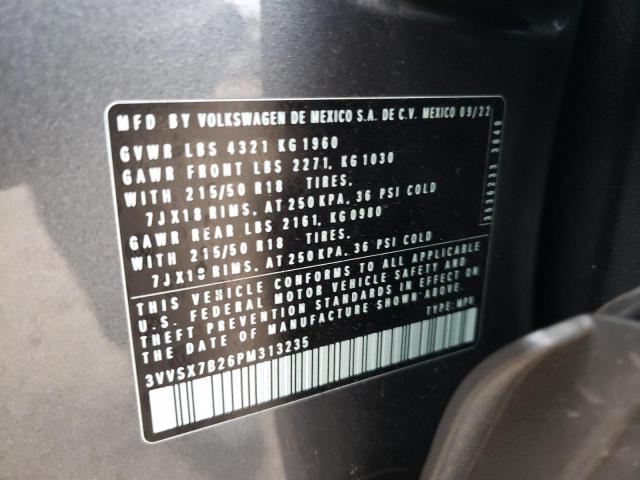 MFD BY VOLKSWAGEN DE MEXICO S.A. DE C.V. MEXICO 09/22
GVWR LBS 4321 KG 1960
GAWR FRONT LBS 2271, KG 1030
WITH 215/50 R18 TIRES.
7JX18 RIMS. AT 250 KPA. 36 PSI COLD
GAWR REAR LBS 2161, KG 0980
WITH 215/50 R18 TIRES.
7JX18 RIMS. AT 250 KPA. 36 PSI COLD
THIS VEHICLE CONFORMS TO ALL APPLICABLE
U.S. FEDERAL MOTOR VEHICLE SAFETY AND
THEFT PREVENTION STANDARDS IN EFFECT ON
THE DATE OF MANUFACTURE SHOWN-ABOVE.
TYPE: MPV
3VVSX7B26PM313235